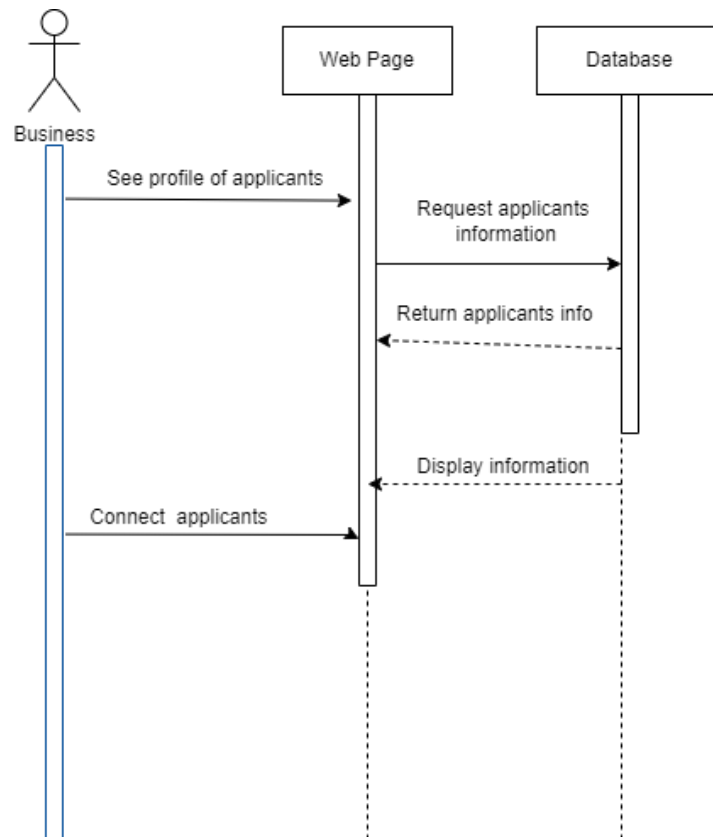 Web Page
Database
Business
See profile of applicants
Request applicants
information
Return applicants info
Display information
Connect applicants